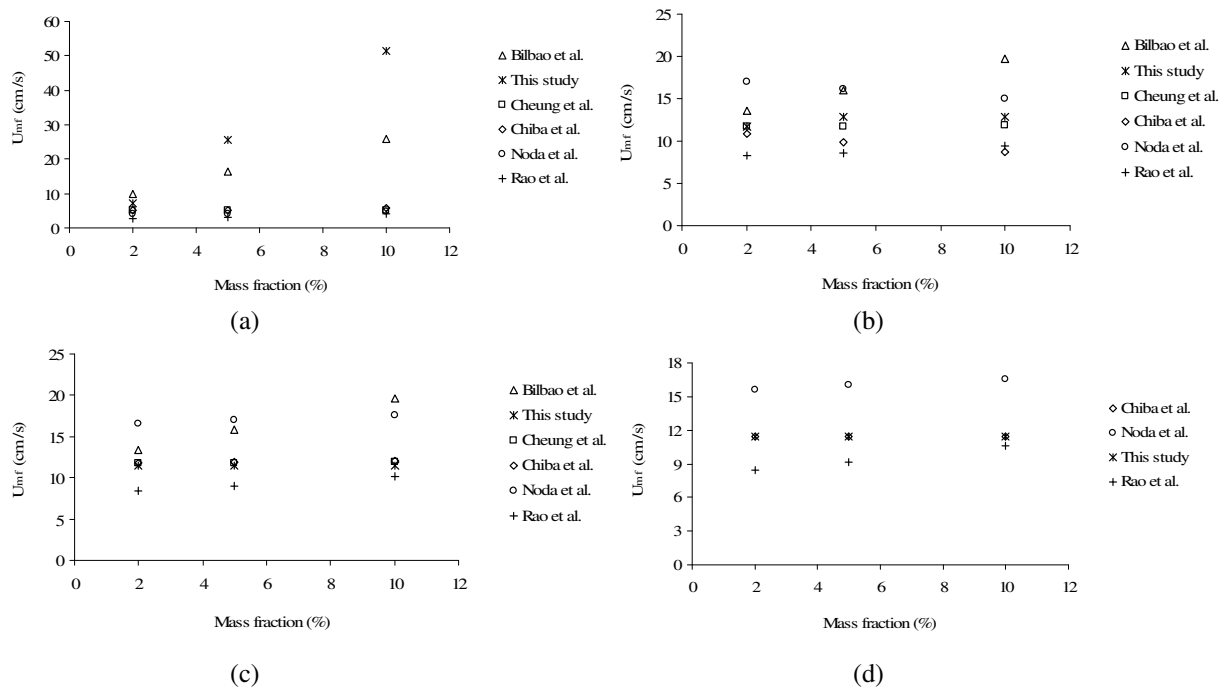 60
50
40
30
20
10
0
0 2 4 6 8 10 12
Umf (cm/s)
Mass fraction (%)
Bilbao et al.
This study
Cheung et al.
Chiba et al.
Noda et al.
Rao et al.
(a)
25
20
15
10
5
0
0 2 4 6 8 10 12
Umf (cm/s)
Mass fraction (%)
Bilbao et al.
This study
Cheung et al.
Chiba et al.
Noda et al.
Rao et al.
(b)
25
20
15
10
5
0
0 2 4 6 8 10 12
Umf (cm/s)
Mass fraction (%)
Bilbao et al.
This study
Cheung et al.
Chiba et al.
Noda et al.
Rao et al.
(c)
18
15
12
9
6
3
0
0 2 4 6 8 10 12
Umf (cm/s)
Mass fraction (%)
Chiba et al.
Noda et al.
This study
Rao et al.
(d)